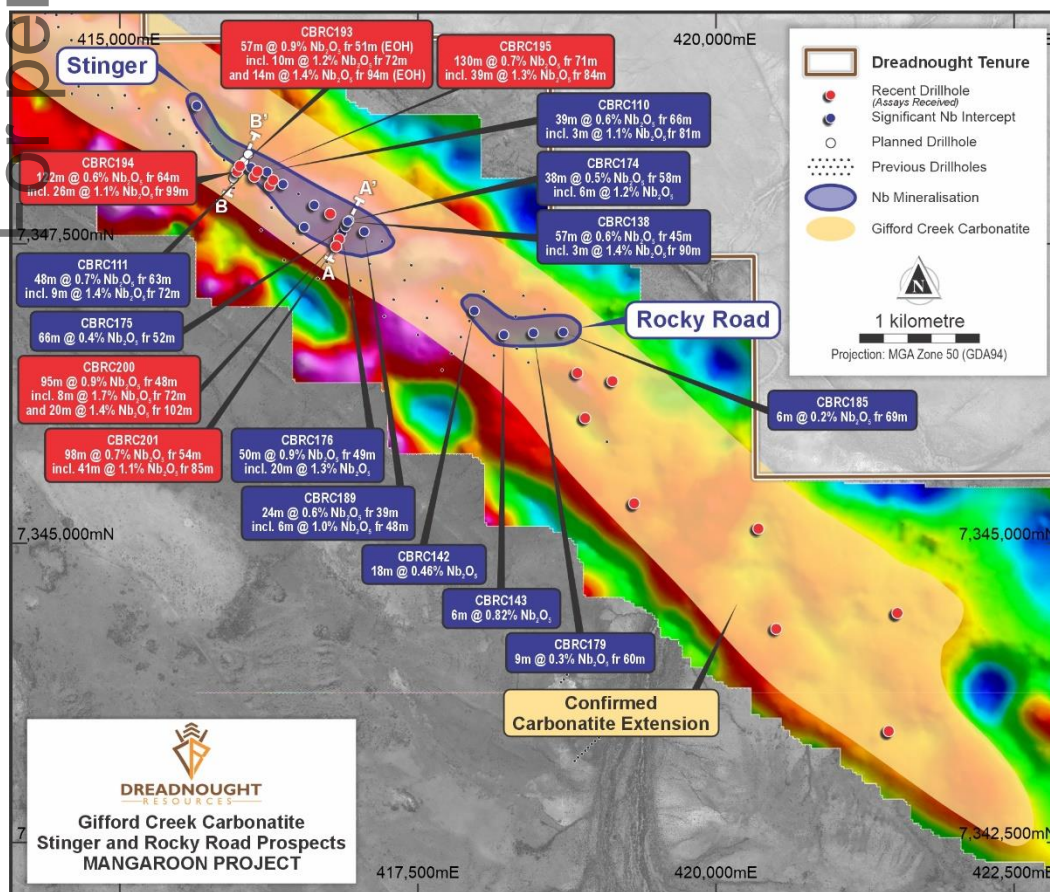 For per
415,000mE
420,000mE
Stinger
CBRC193
57m @ 0.9% Nb₂O₅ fr 51m (EOH)
incl. 10m @ 1.2% Nb₂O₅ fr 72m
and 14m @ 1.4% Nb₂O₅ fr 94m (EOH)
CBRC195
130m @ 0.7% Nb₂O₅ fr 71m
incl. 39m @ 1.3% Nb₂O₅ fr 84m
CBRC110
39m @ 0.6% Nb₂O₅ fr 66m
incl. 3m @ 1.1% Nb₂O₅ fr 81m
CBRC174
38m @ 0.5% Nb₂O₅ fr 58m
incl. 6m @ 1.2% Nb₂O₅
CBRC138
57m @ 0.6% Nb₂O₅ fr 45m
incl. 3m @ 1.4% Nb₂O₅ fr 90m
B'
B
A'
A
CBRC194
122m @ 0.6% Nb₂O₅ fr 64m
incl. 26m @ 1.1% Nb₂O₅ fr 99m
7,347,500mN
CBRC111
48m @ 0.7% Nb₂O₅ fr 63m
incl. 9m @ 1.4% Nb₂O₅ fr 72m
CBRC175
66m @ 0.4% Nb₂O₅ fr 52m
CBRC200
95m @ 0.9% Nb₂O₅ fr 48m
incl. 8m @ 1.7% Nb₂O₅ fr 72m
and 20m @ 1.4% Nb₂O₅ fr 102m
CBRC201
98m @ 0.7% Nb₂O₅ fr 54m
incl. 41m @ 1.1% Nb₂O₅ fr 85m
CBRC176
50m @ 0.9% Nb₂O₅ fr 49m
incl. 20m @ 1.3% Nb₂O₅
CBRC189
24m @ 0.6% Nb₂O₅ fr 39m
incl. 6m @ 1.0% Nb₂O₅ fr 48m
CBRC142
18m @ 0.46% Nb₂O₅
CBRC143
6m @ 0.82% Nb₂O₅
CBRC179
9m @ 0.3% Nb₂O₅ fr 60m
Rocky Road
CBRC185
6m @ 0.2% Nb₂O₅ fr 69m
Confirmed
Carbonatite Extension
Dreadnought Tenure
Recent Drillhole
(Assays Received)
Significant Nb Intercept
Planned Drillhole
Previous Drillholes
Nb Mineralisation
Gifford Creek Carbonatite
N
1 kilometre
Projection: MGA Zone 50 (GDA94)
7,345,000mN
7,345,000mN
DREADNOUGHT
RESOURCES
Gifford Creek Carbonatite
Stinger and Rocky Road Prospects
MANGAROON PROJECT
7,342,500mN
417,500mE
420,000mE
422,500mE